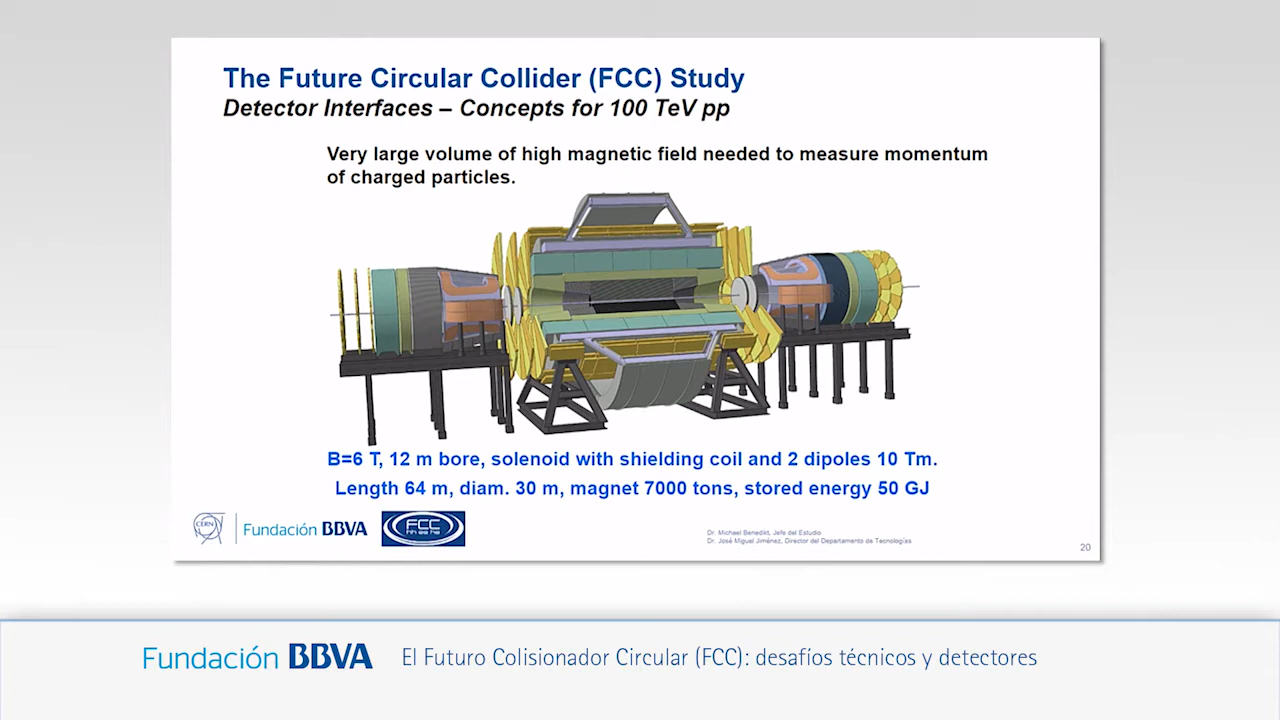 The Future Circular Collider (FCC) Study
Detector Interfaces – Concepts for 100 TeV pp
Very large volume of high magnetic field needed to measure momentum
of charged particles.
B=6 T, 12 m bore, solenoid with shielding coil and 2 dipoles 10 Tm.
Length 64 m, diam. 30 m, magnet 7000 tons, stored energy 50 GJ
CERN
Fundación BBVA
FCC
hh ee he
Dr. Michael Benedikt, Jefe del Estudio
Dr. José Miguel Jiménez, Director del Departamento de Tecnologías
20
Fundación BBVA
El Futuro Colisionador Circular (FCC): desafíos técnicos y detectores